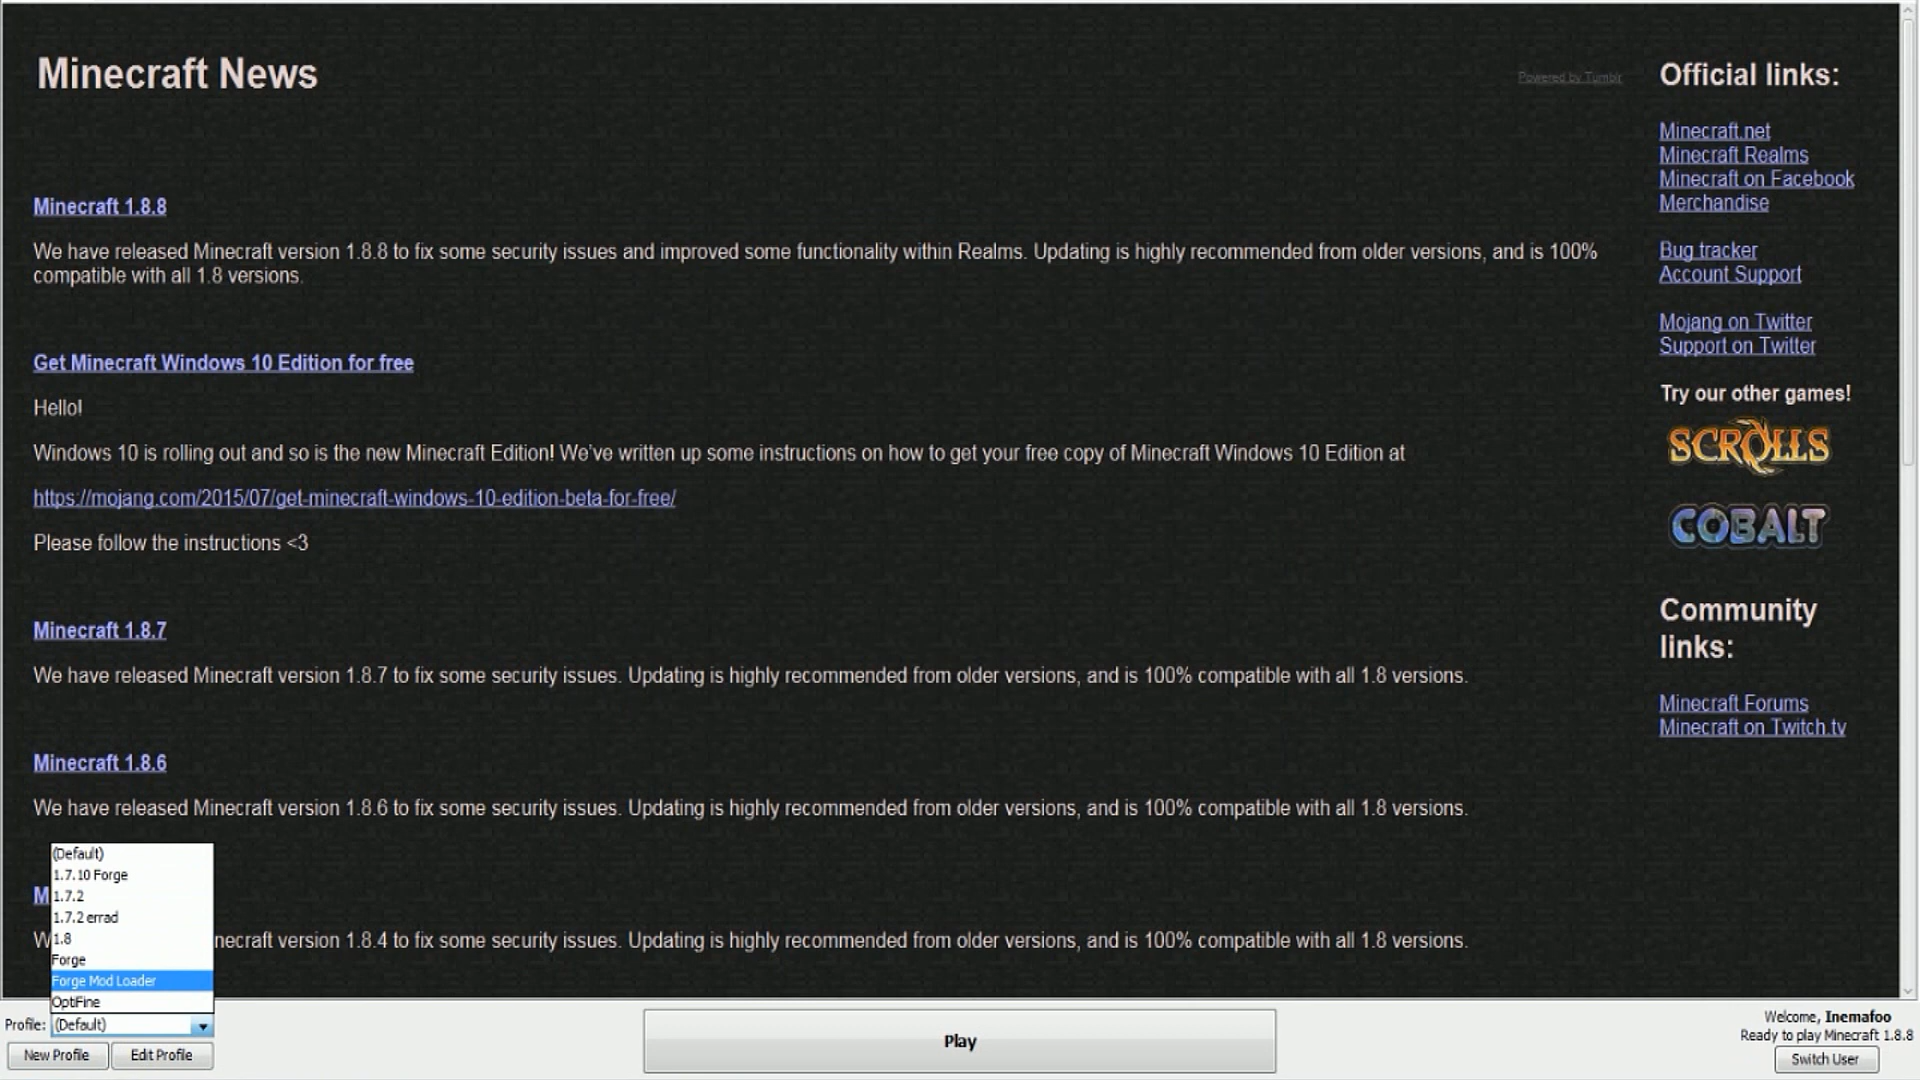 Minecraft News
Powered by Tumblr
Minecraft 1.8.8
We have released Minecraft version 1.8.8 to fix some security issues and improved some functionality within Realms. Updating is highly recommended from older versions, and is 100%
compatible with all 1.8 versions.
Get Minecraft Windows 10 Edition for free
Hello!
Windows 10 is rolling out and so is the new Minecraft Edition! We've written up some instructions on how to get your free copy of Minecraft Windows 10 Edition at
https://mojang.com/2015/07/get-minecraft-windows-10-edition-beta-for-free/
Please follow the instructions <3
Minecraft 1.8.7
We have released Minecraft version 1.8.7 to fix some security issues. Updating is highly recommended from older versions, and is 100% compatible with all 1.8 versions.
Minecraft 1.8.6
We have released Minecraft version 1.8.6 to fix some security issues. Updating is highly recommended from older versions, and is 100% compatible with all 1.8 versions.
M
W necraft version 1.8.4 to fix some security issues. Updating is highly recommended from older versions, and is 100% compatible with all 1.8 versions.
Official links:
Minecraft.net
Minecraft Realms
Minecraft on Facebook
Merchandise
Bug tracker
Account Support
Mojang on Twitter
Support on Twitter
Try our other games!
SCROLLS
COBALT
Community
links:
Minecraft Forums
Minecraft on Twitch.tv
(Default)
1.7.10 Forge
1.7.2
1.7.2 errad
1.8
Forge
Forge Mod Loader
OptiFine
Profile: (Default)
New Profile Edit Profile
Play
Welcome, Inemafoo
Ready to play Minecraft 1.8.8
Switch User